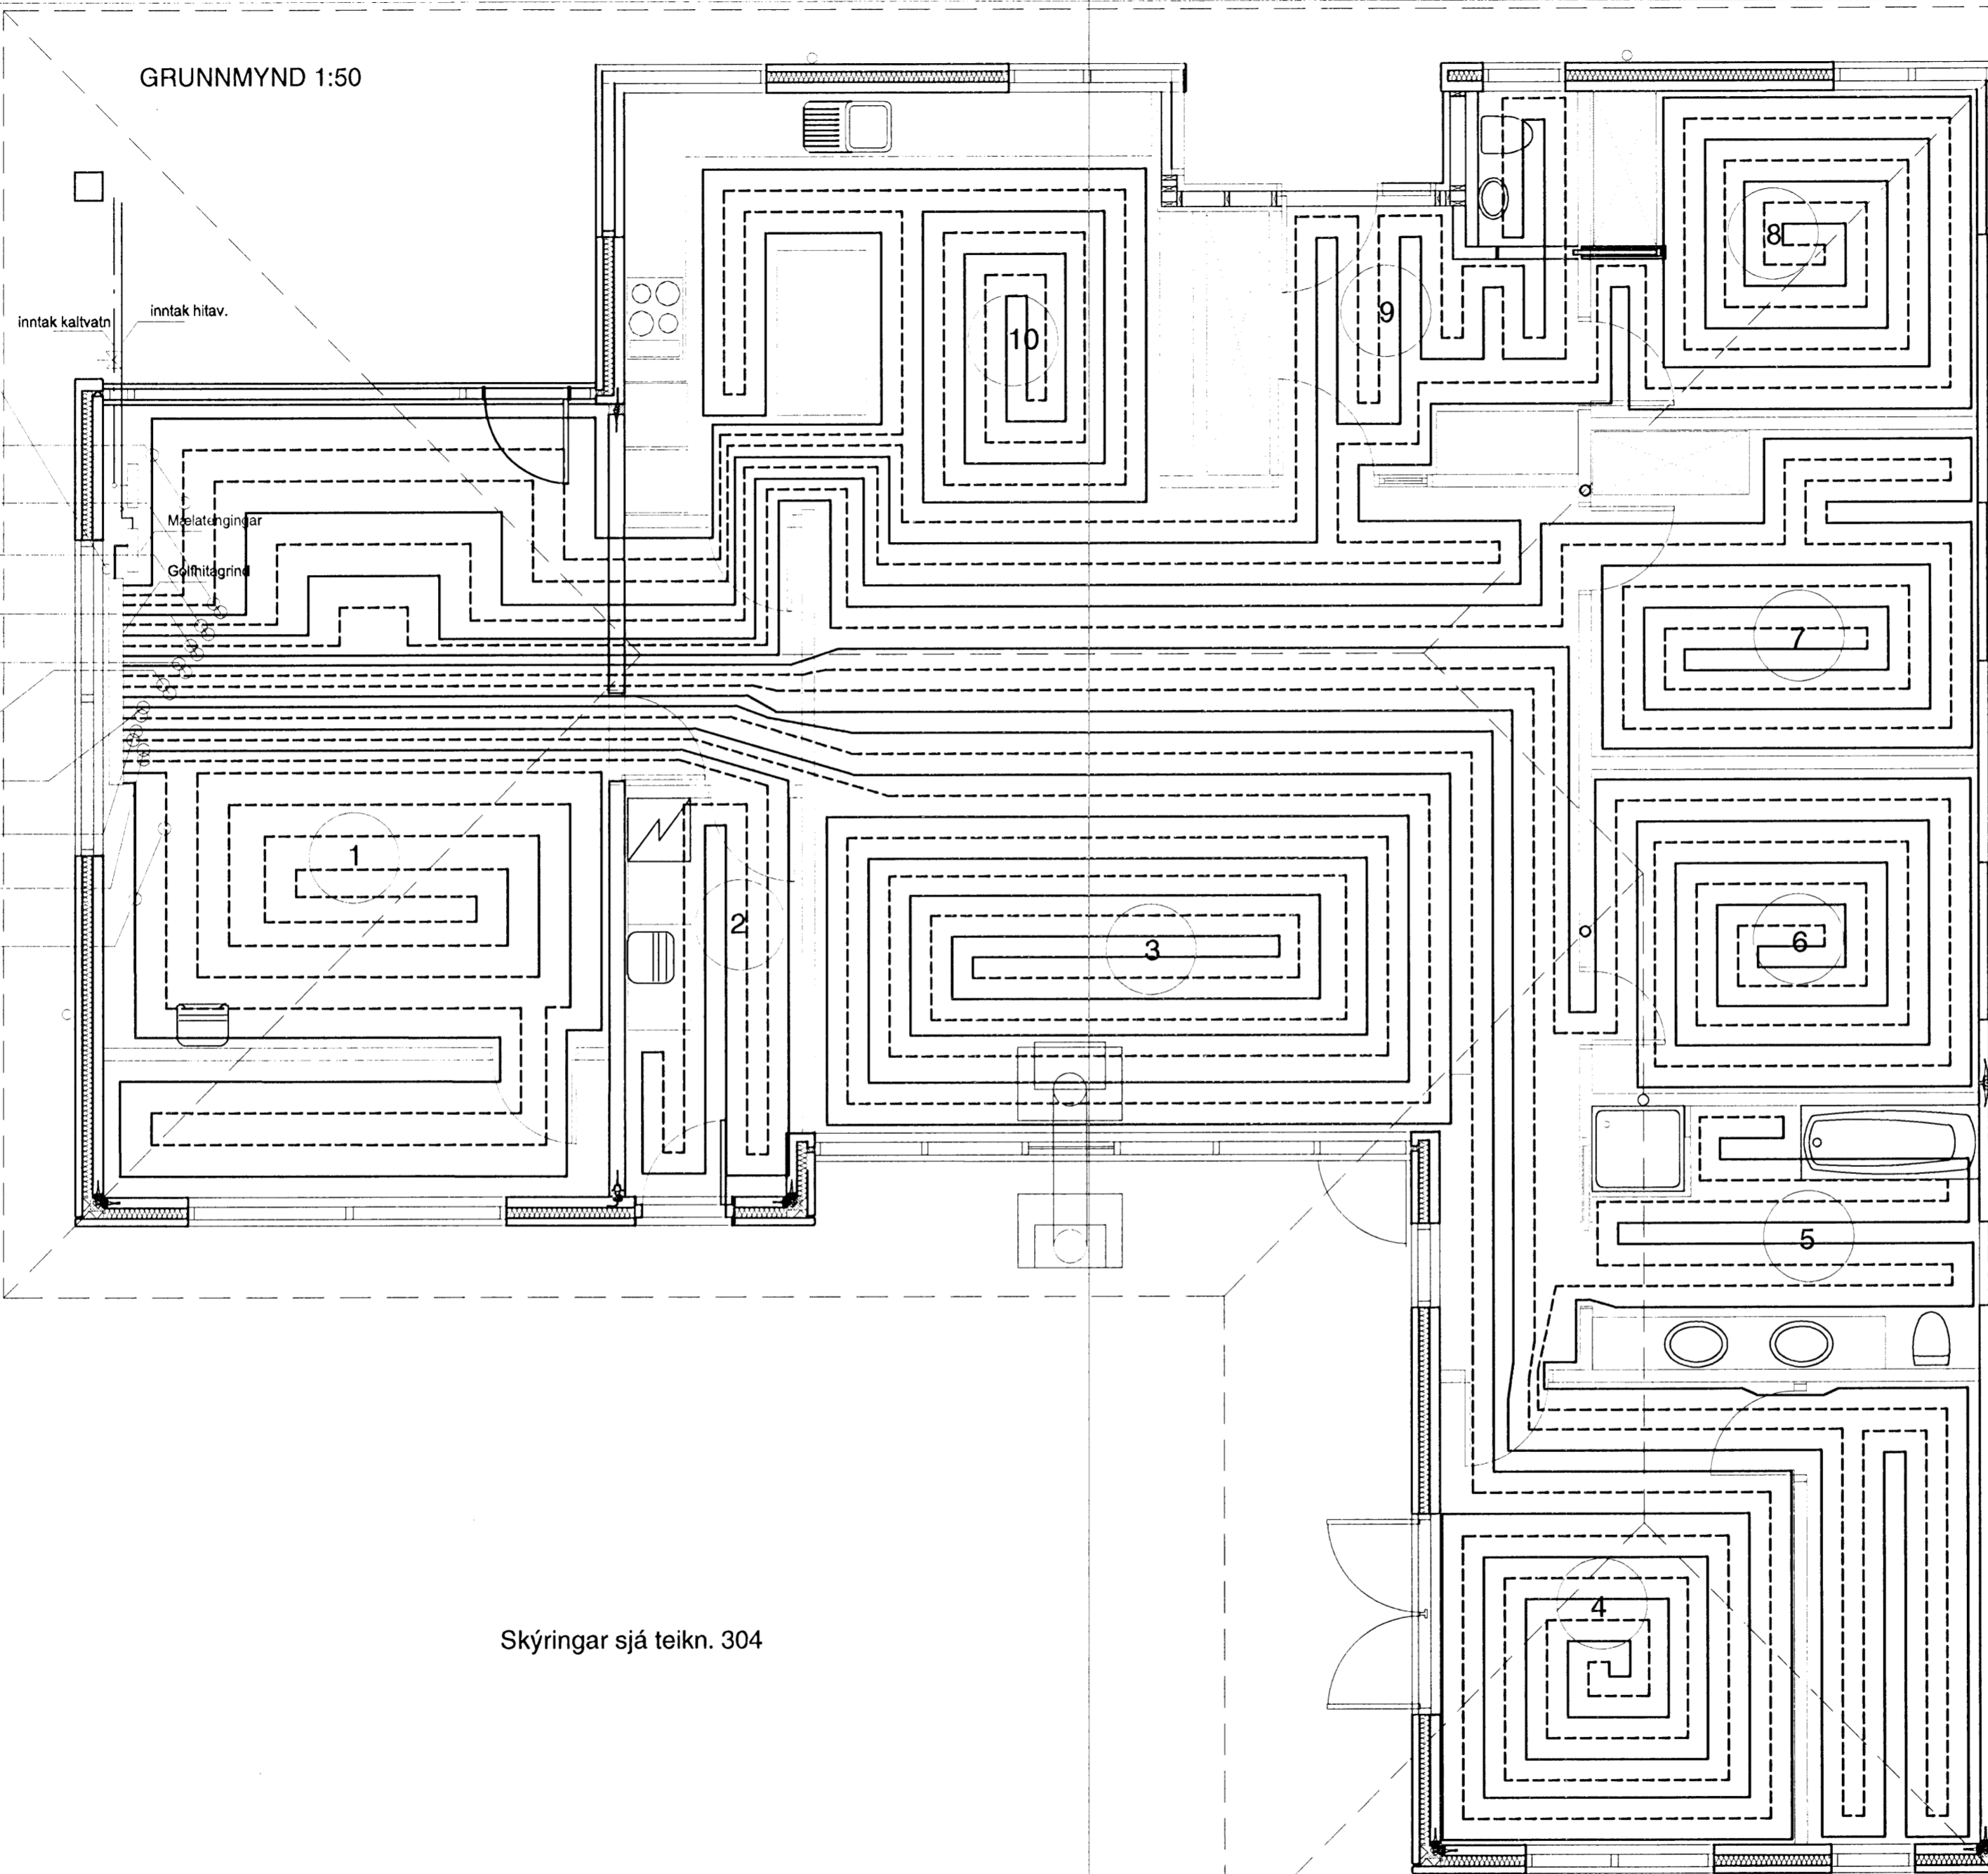 GRUNNMYND 1:50
inntak kaltvatn
inntak hitav.
Mælatengingar
Gólfhitagrind
10
9
8
7
1
2
3
6
5
4
Skýringar sjá teikn. 304